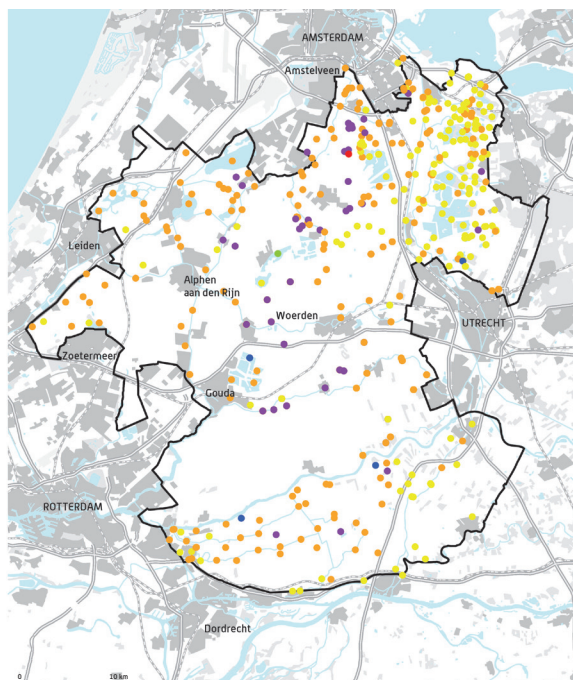 AMSTERDAM
Amstelveen
Leiden
Alphen
aan den Rijn
Woerden
UTRECHT
Zoetermeer
Gouda
ROTTERDAM
Dordrecht
0 10 km